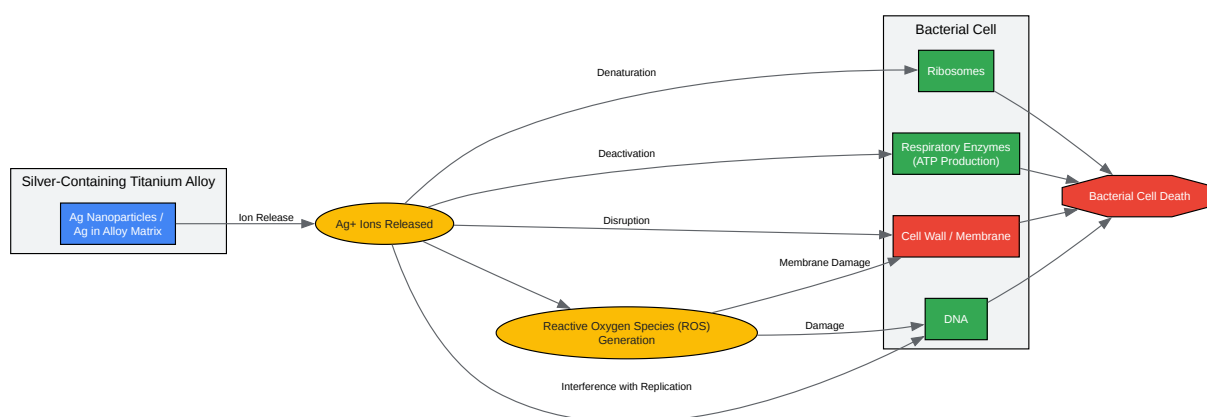 Silver-Containing Titanium Alloy
Ag Nanoparticles /
Ag in Alloy Matrix
Ion Release
Ag+ Ions Released
Denaturation
Deactivation
Disruption
Membrane Damage
Reactive Oxygen Species (ROS)
Generation
Damage
Interference with Replication
Bacterial Cell
Ribosomes
Respiratory Enzymes
(ATP Production)
Cell Wall / Membrane
DNA
Bacterial Cell Death